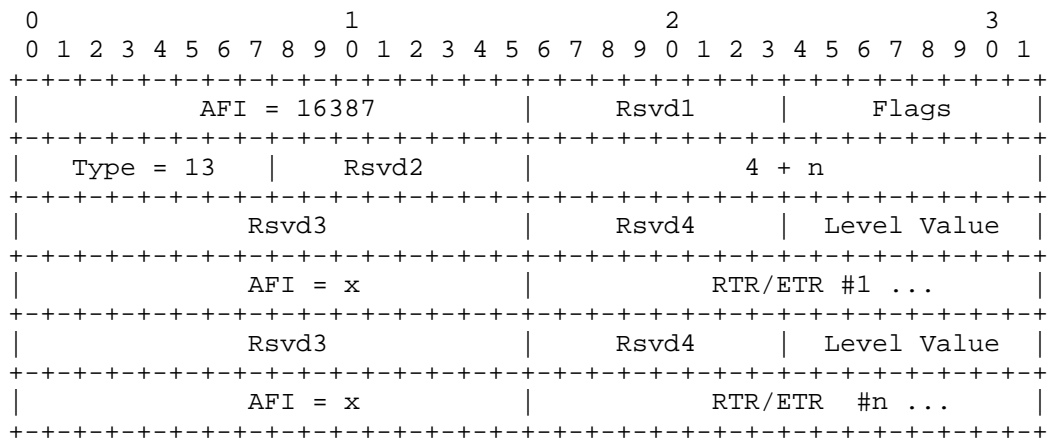 0                   1                   2                   3
 0 1 2 3 4 5 6 7 8 9 0 1 2 3 4 5 6 7 8 9 0 1 2 3 4 5 6 7 8 9 0 1
+-+-+-+-+-+-+-+-+-+-+-+-+-+-+-+-+-+-+-+-+-+-+-+-+-+-+-+-+-+-+-+-+
|           AFI = 16387           |     Rsvd1     |     Flags     |
+-+-+-+-+-+-+-+-+-+-+-+-+-+-+-+-+-+-+-+-+-+-+-+-+-+-+-+-+-+-+-+-+
|   Type = 13   |    Rsvd2      |             4 + n             |
+-+-+-+-+-+-+-+-+-+-+-+-+-+-+-+-+-+-+-+-+-+-+-+-+-+-+-+-+-+-+-+-+
|              Rsvd3            |     Rsvd4     |  Level Value  |
+-+-+-+-+-+-+-+-+-+-+-+-+-+-+-+-+-+-+-+-+-+-+-+-+-+-+-+-+-+-+-+-+
|              AFI = x          |           RTR/ETR #1 ...      |
+-+-+-+-+-+-+-+-+-+-+-+-+-+-+-+-+-+-+-+-+-+-+-+-+-+-+-+-+-+-+-+-+
|              Rsvd3            |     Rsvd4     |  Level Value  |
+-+-+-+-+-+-+-+-+-+-+-+-+-+-+-+-+-+-+-+-+-+-+-+-+-+-+-+-+-+-+-+-+
|              AFI = x          |           RTR/ETR  #n ...     |
+-+-+-+-+-+-+-+-+-+-+-+-+-+-+-+-+-+-+-+-+-+-+-+-+-+-+-+-+-+-+-+-+